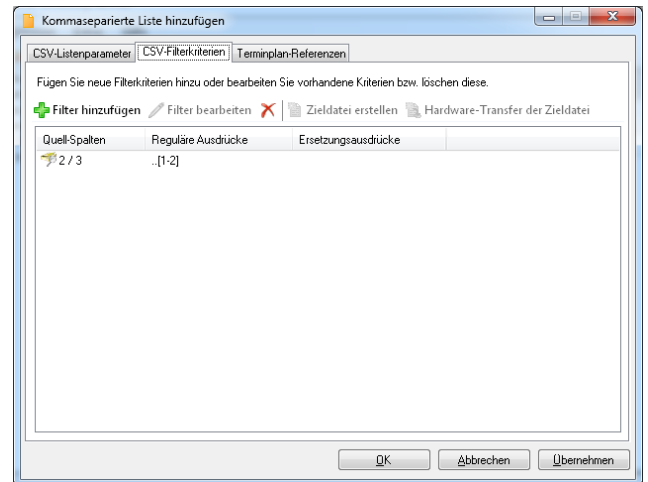 Kommaseparierte Liste hinzufügen
CSV-Listenparameter CSV-Filterkriterien Terminplan-Referenzen
Fügen Sie neue Filterkriterien hinzu oder bearbeiten Sie vorhandene Kriterien bzw. löschen diese.
Filter hinzufügen Filter bearbeiten Zieldatei erstellen Hardware-Transfer der Zieldatei
Quell-Spalten Reguläre Ausdrücke Ersetzungsausdrücke
2 / 3 ..[1-2]
OK Abbrechen Übernehmen